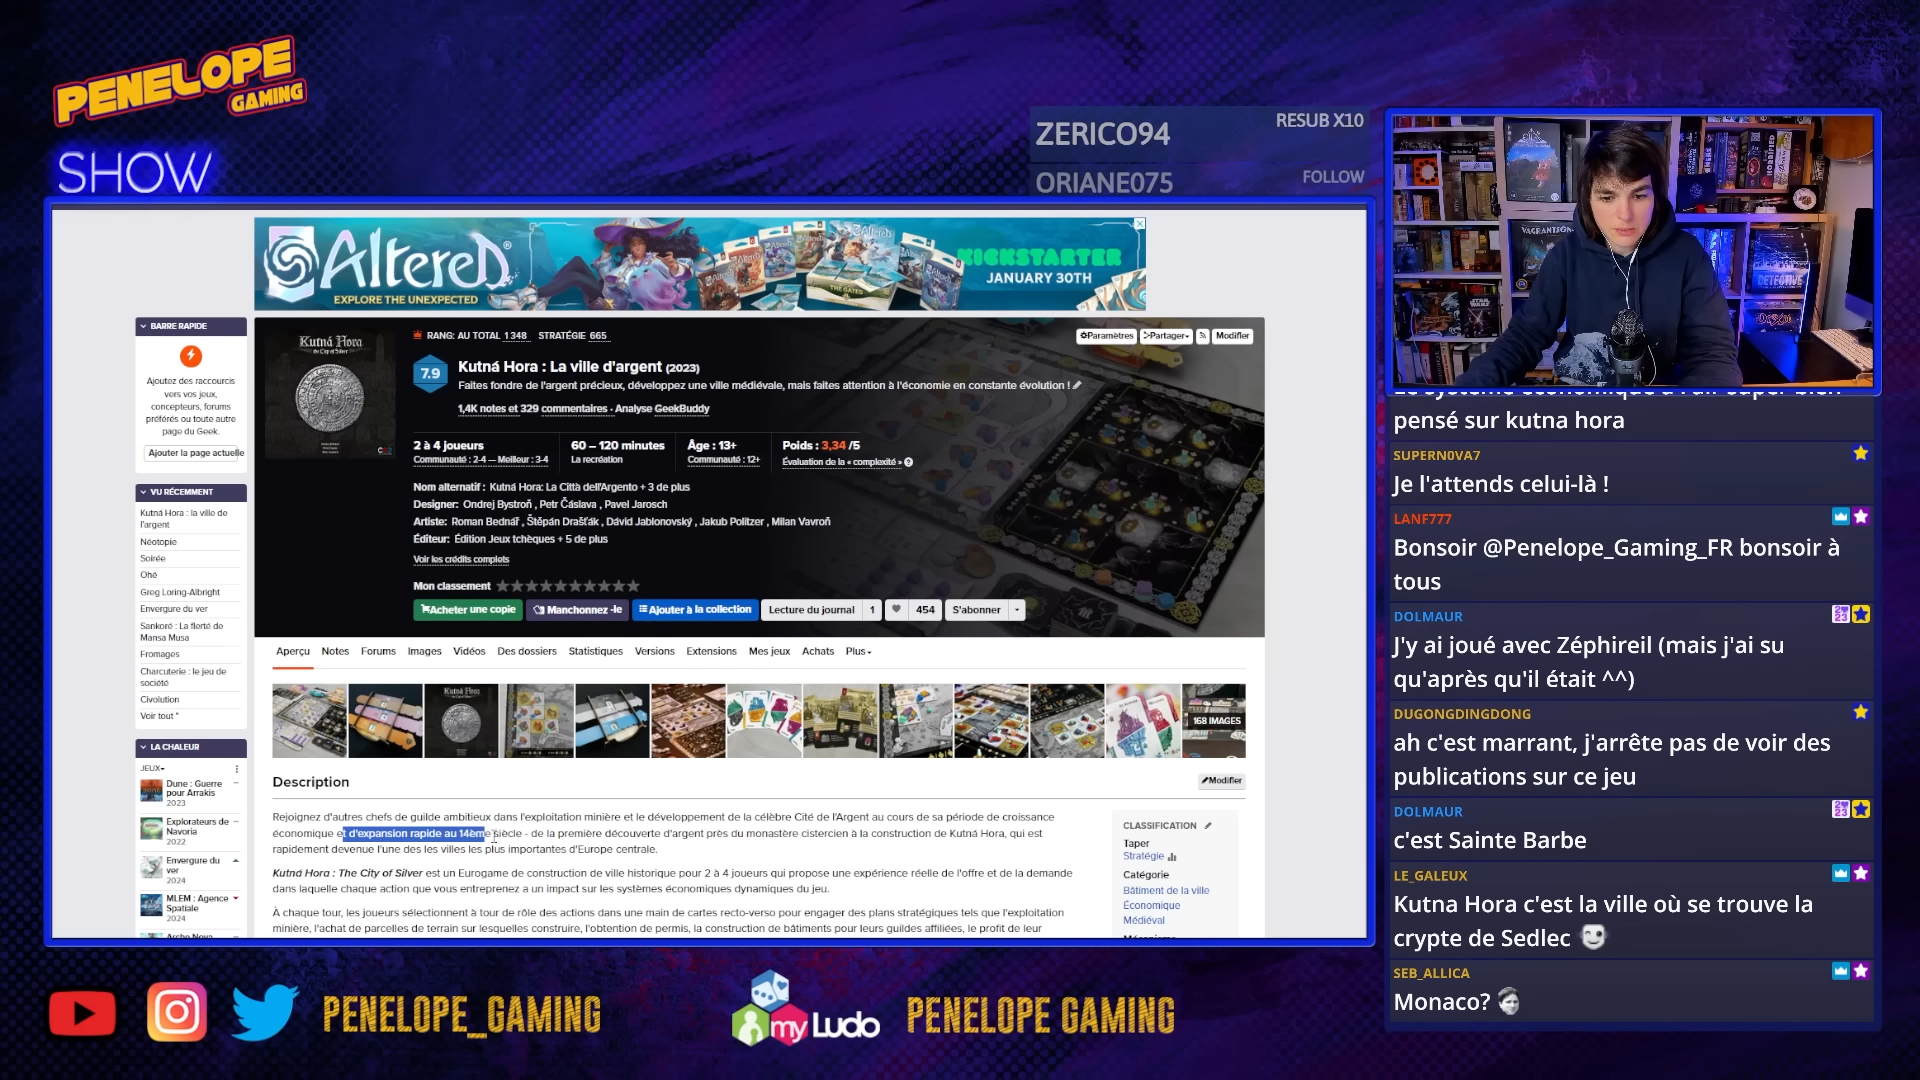 PENELOPE
GAMING
SHOW
ZERICO94
RESUB X10
ORIANE075
FOLLOW
Altered
EXPLORE THE UNEXPECTED
KICKSTARTER
JANUARY 30TH
BARRE RAPIDE
Ajoutez des raccourcis
vers vos jeux,
concepteurs, forums
préférés ou toute autre
page du Geek.
Ajouter la page actuelle
VU RÉCEMMENT
Kutná Hora : la ville de
l'argent
Néotopie
Soirée
Ohé
Greg Loring-Albright
Envergure du ver
Sankoré : La fierté de
Mansa Musa
Fromages
Charcuterie : le jeu de
société
Civolution
Voir tout "
LA CHALEUR
JEUX
Dune : Guerre
pour Arrakis
2023
Explorateurs de
Navoria
2022
Envergure du
ver
2024
MLEM : Agence
Spatiale
2024
Kutná Hora
the City of Silver
RANG: AU TOTAL 1 348 STRATÉGIE 665
7.9
Kutná Hora : La ville d'argent (2023)
Faites fondre de l'argent précieux, développez une ville médiévale, mais faites attention à l'économie en constante évolution !
1,4K notes et 329 commentaires · Analyse GeekBuddy
Paramètres
Partager
Modifier
2 à 4 joueurs
Communauté : 2-4 — Meilleur : 3-4
60 – 120 minutes
La recréation
Âge : 13+
Communauté : 12+
Poids : 3,34 /5
Évaluation de la « complexité »
Nom alternatif : Kutná Hora: La Città dell'Argento + 3 de plus
Designer: Ondrej Bystroň , Petr Čáslava , Pavel Jarosch
Artiste: Roman Bednář , Štěpán Drašťák , Dávid Jablonovský , Jakub Politzer , Milan Vavroň
Éditeur: Édition Jeux tchèques + 5 de plus
Voir les crédits complets
Mon classement
Acheter une copie
Manchonnez -le
Ajouter à la collection
Lecture du journal
1
454
S'abonner
Aperçu Notes Forums Images Vidéos Des dossiers Statistiques Versions Extensions Mes jeux Achats Plus
168 IMAGES
Description
Modifier
Rejoignez d'autres chefs de guilde ambitieux dans l'exploitation minière et le développement de la célèbre Cité de l'Argent au cours de sa période de croissance
économique et d'expansion rapide au 14ème siècle - de la première découverte d'argent près du monastère cistercien à la construction de Kutná Hora, qui est
rapidement devenue l'une des les villes les plus importantes d'Europe centrale.
Kutná Hora : The City of Silver est un Eurogame de construction de ville historique pour 2 à 4 joueurs qui propose une expérience réelle de l'offre et de la demande
dans laquelle chaque action que vous entreprenez a un impact sur les systèmes économiques dynamiques du jeu.
À chaque tour, les joueurs sélectionnent à tour de rôle des actions dans une main de cartes recto-verso pour engager des plans stratégiques tels que l'exploitation
minière, l'achat de parcelles de terrain sur lesquelles construire, l'obtention de permis, la construction de bâtiments pour leurs guildes affiliées, le profit de leur
CLASSIFICATION
Taper
Stratégie
Catégorie
Bâtiment de la ville
Économique
Médiéval
pensé sur kutna hora
SUPERN0VA7
Je l'attends celui-là !
LANF777
Bonsoir @Penelope_Gaming_FR bonsoir à
tous
DOLMAUR
J'y ai joué avec Zéphireil (mais j'ai su
qu'après qu'il était ^^)
DUGONGDINGDONG
ah c'est marrant, j'arrête pas de voir des
publications sur ce jeu
DOLMAUR
c'est Sainte Barbe
LE_GALEUX
Kutna Hora c'est la ville où se trouve la
crypte de Sedlec
SEB_ALLICA
Monaco?
VAGRANTSONG
DETECTIVE
STAR WARS
PENELOPE_GAMING
my Ludo
PENELOPE GAMING